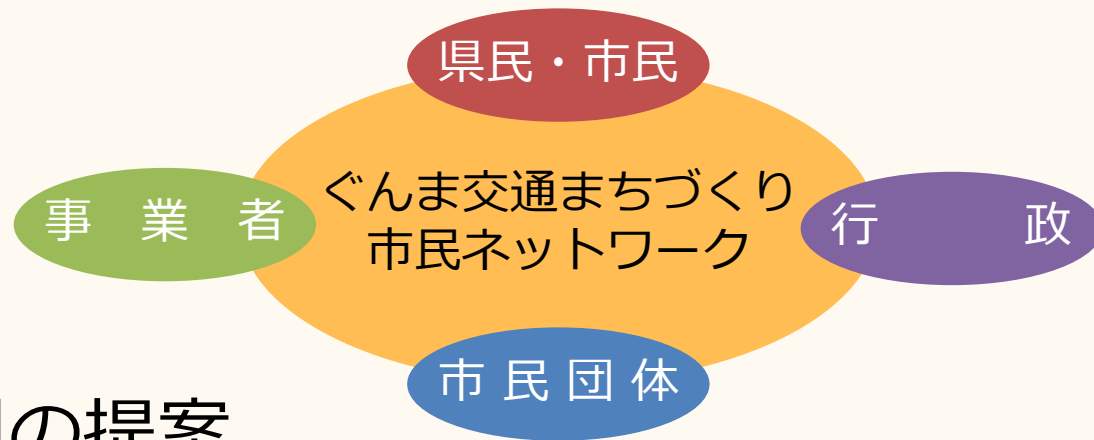 県民・市民
ぐんま交通まちづくり
市民ネットワーク
事　業　者
行　　　政
市 民 団 体
の提案